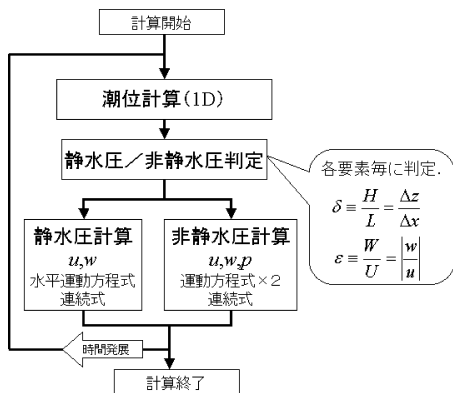 計算開始
潮位計算(1D)
静水圧/非静水圧判定
各要素毎に判定.
δ ≡ H/L = Δz/Δx
ε ≡ W/U = |w/u|
静水圧計算
u,w
水平運動方程式
連続式
非静水圧計算
u,w,p
運動方程式×2
連続式
時間発展
計算終了